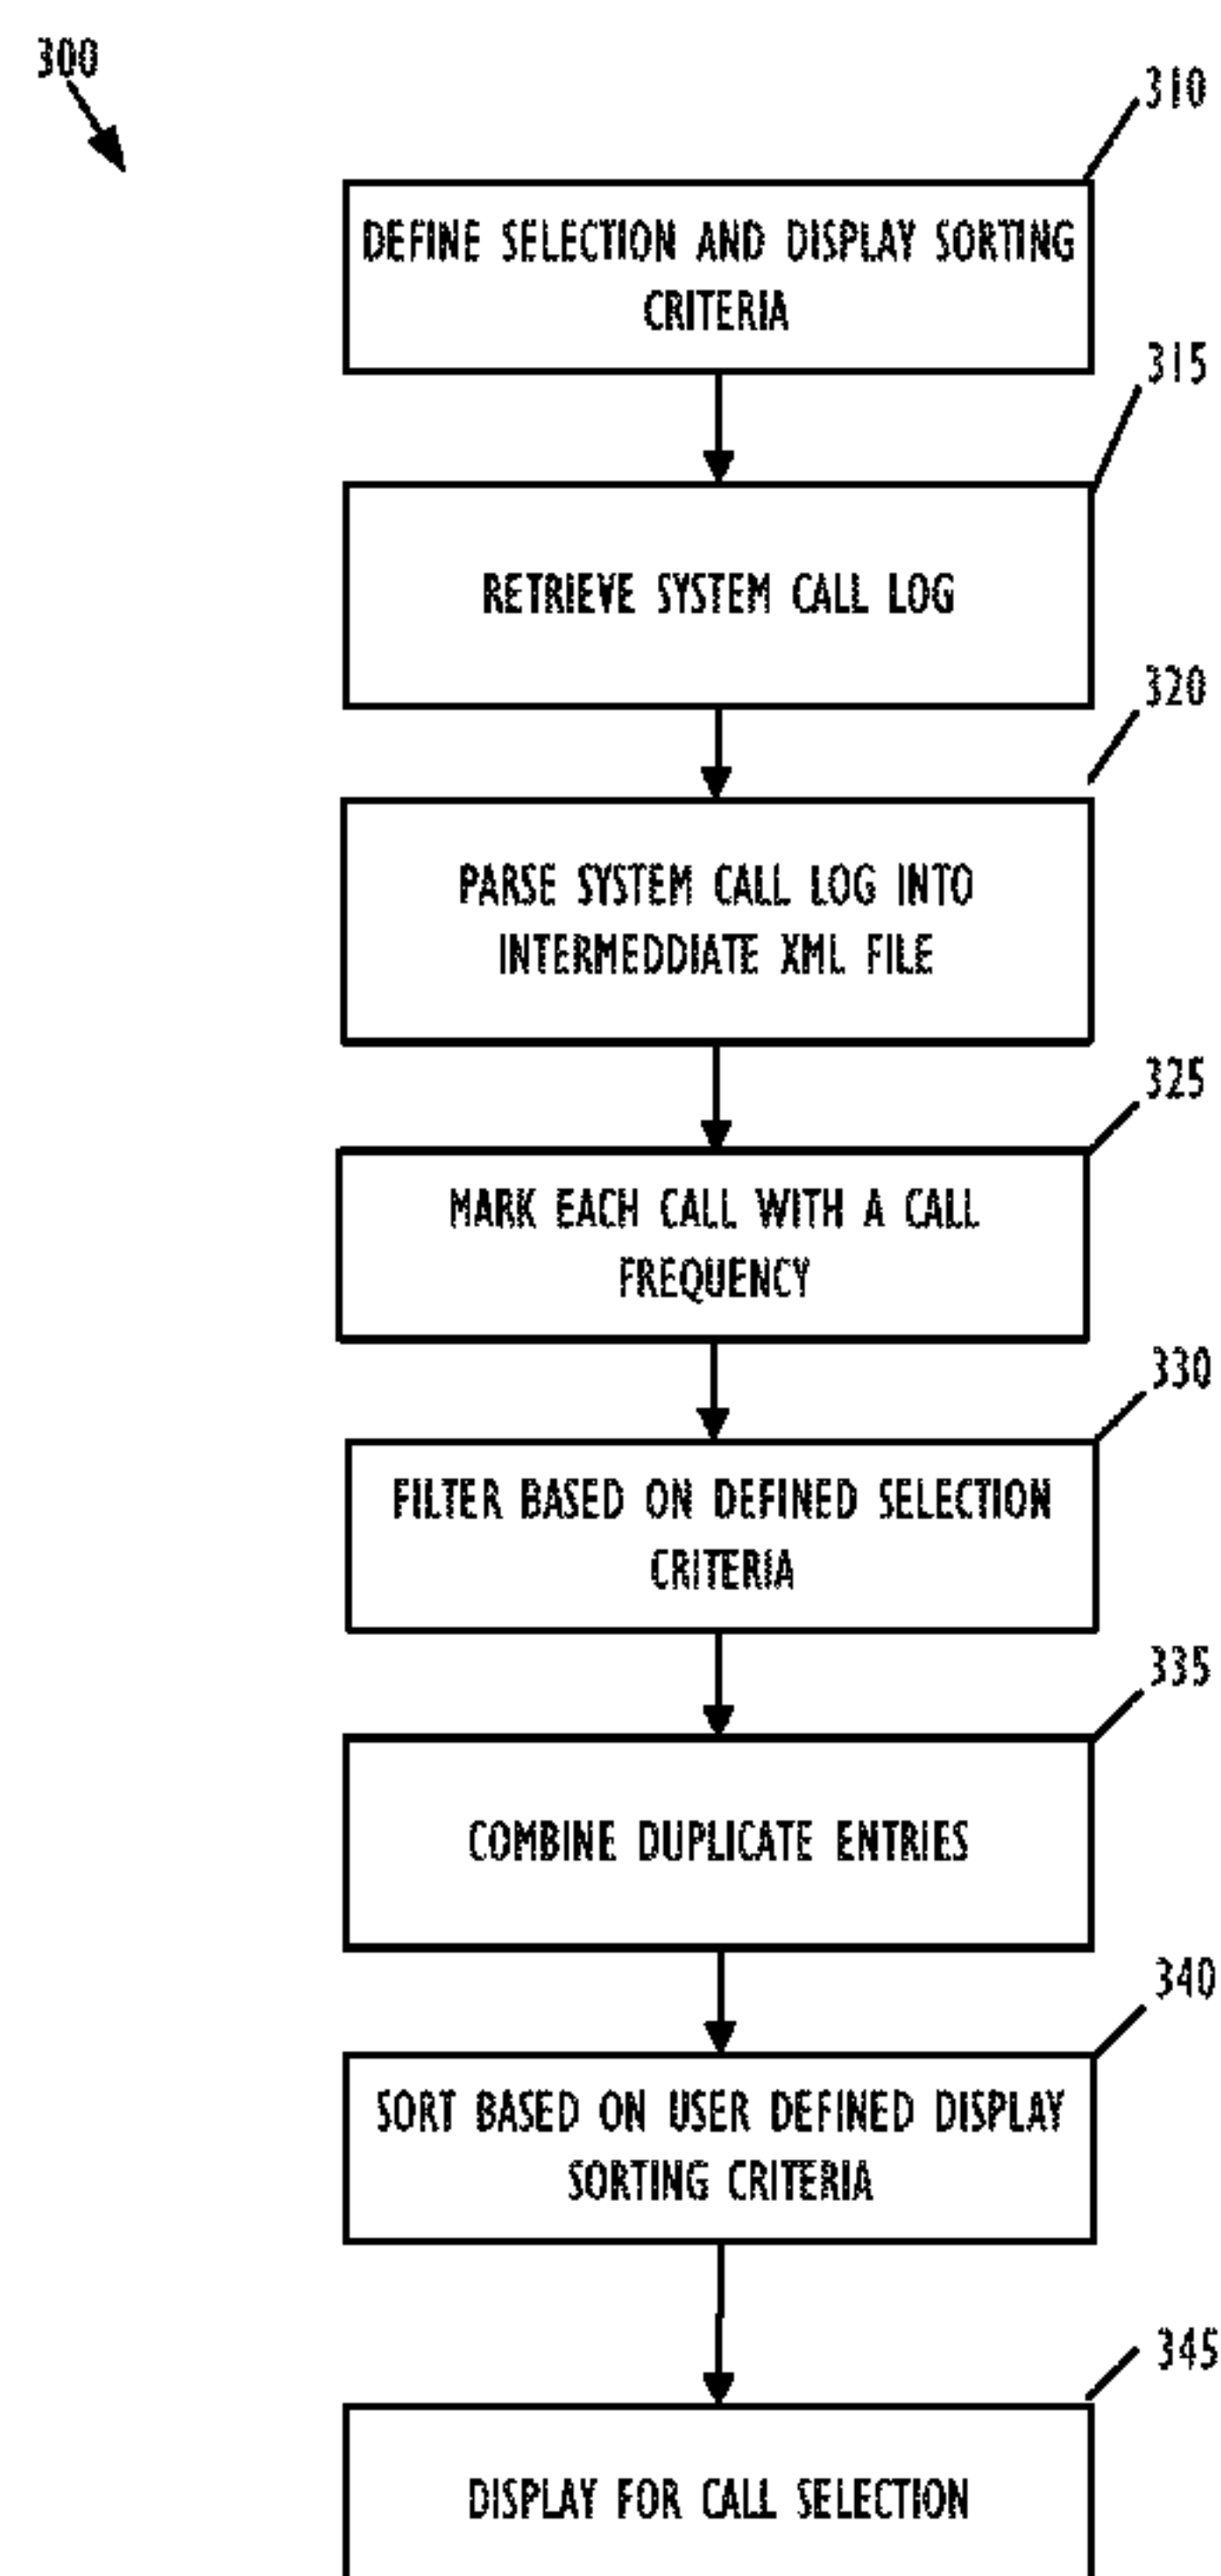 300
310
DEFINE SELECTION AND DISPLAY SORTING
CRITERIA
315
RETRIEVE SYSTEM CALL LOG
320
PARSE SYSTEM CALL LOG INTO
INTERMEDDIATE XML FILE
325
MARK EACH CALL WITH A CALL
FREQUENCY
330
FILTER BASED ON DEFINED SELECTION
CRITERIA
335
COMBINE DUPLICATE ENTRIES
340
SORT BASED ON USER DEFINED DISPLAY
SORTING CRITERIA
345
DISPLAY FOR CALL SELECTION